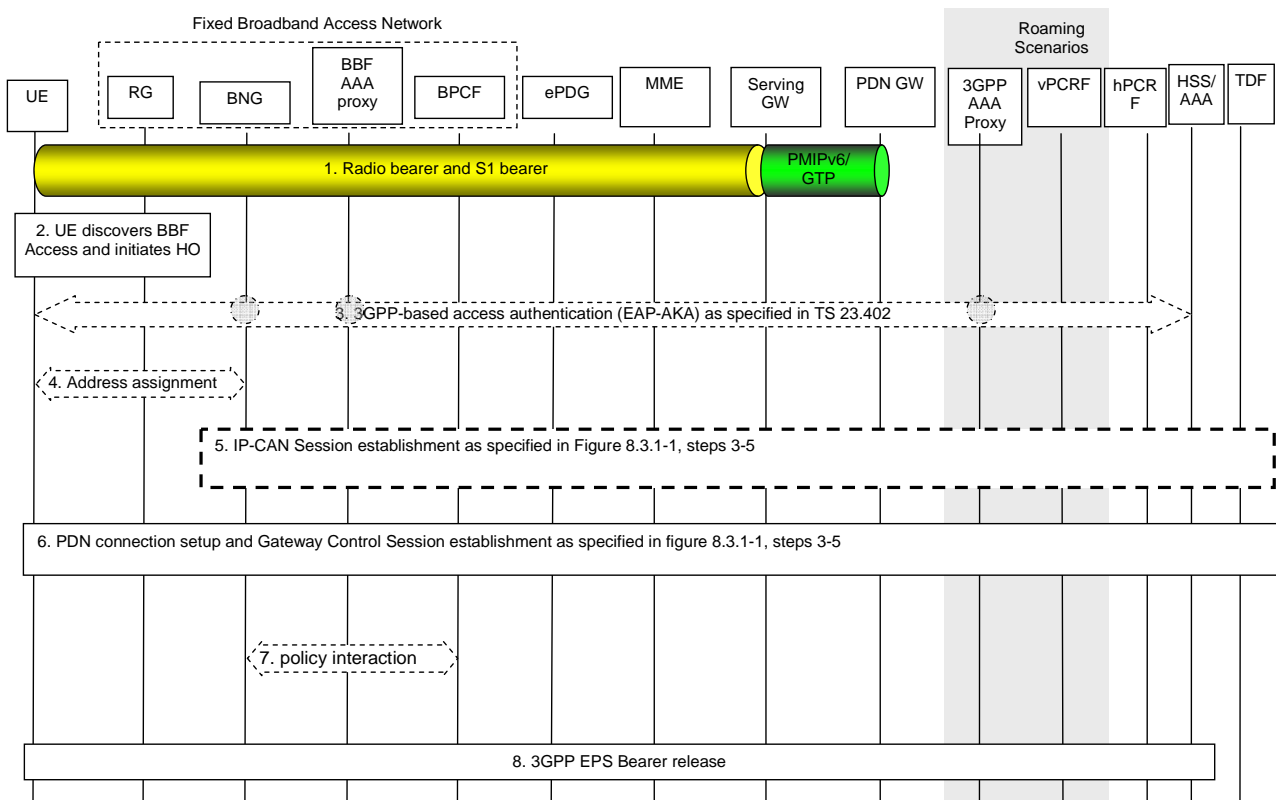 Fixed Broadband Access Network
Roaming
Scenarios
UE
RG
BNG
BBF
AAA
proxy
BPCF
ePDG
MME
Serving
GW
PDN GW
3GPP
AAA
Proxy
vPCRF
hPCR
F
HSS/
AAA
TDF
1. Radio bearer and S1 bearer
PMIPv6/
GTP
2. UE discovers BBF
Access and initiates HO
3. 3GPP-based access authentication (EAP-AKA) as specified in TS 23.402
4. Address assignment
5. IP-CAN Session establishment as specified in Figure 8.3.1-1, steps 3-5
6. PDN connection setup and Gateway Control Session establishment as specified in figure 8.3.1-1, steps 3-5
7. policy interaction
8. 3GPP EPS Bearer release